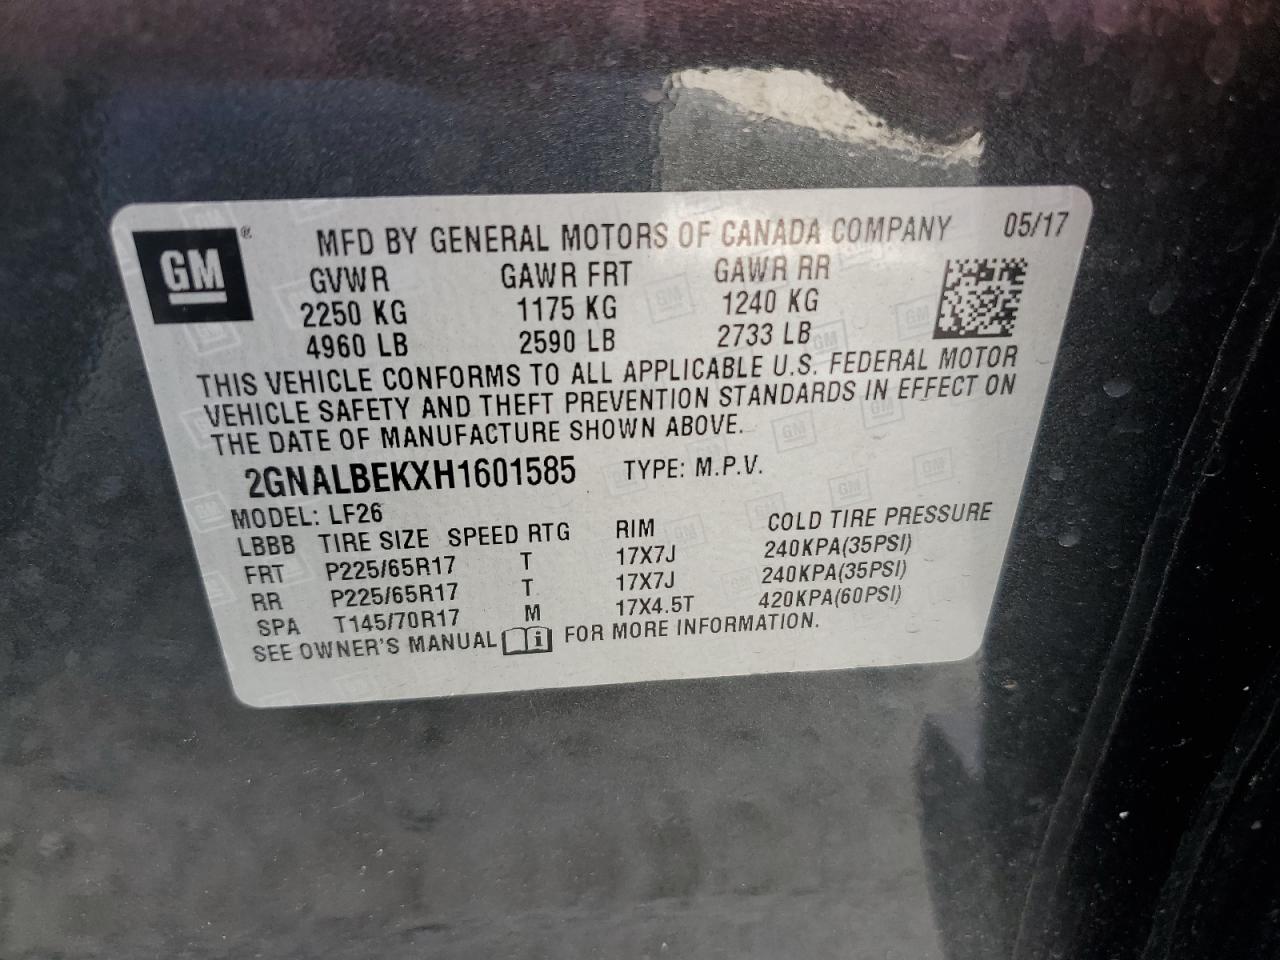 GM ® MFD BY GENERAL MOTORS OF CANADA COMPANY 05/17
GVWR GAWR FRT GAWR RR
2250 KG 1175 KG 1240 KG
4960 LB 2590 LB 2733 LB
THIS VEHICLE CONFORMS TO ALL APPLICABLE U.S. FEDERAL MOTOR
VEHICLE SAFETY AND THEFT PREVENTION STANDARDS IN EFFECT ON
THE DATE OF MANUFACTURE SHOWN ABOVE.
2GNALBEKXH1601585 TYPE: M.P.V.
MODEL: LF26
LBBB TIRE SIZE SPEED RTG RIM COLD TIRE PRESSURE
FRT P225/65R17 T 17X7J 240KPA(35PSI)
RR P225/65R17 T 17X7J 240KPA(35PSI)
SPA T145/70R17 M 17X4.5T 420KPA(60PSI)
SEE OWNER'S MANUAL FOR MORE INFORMATION.